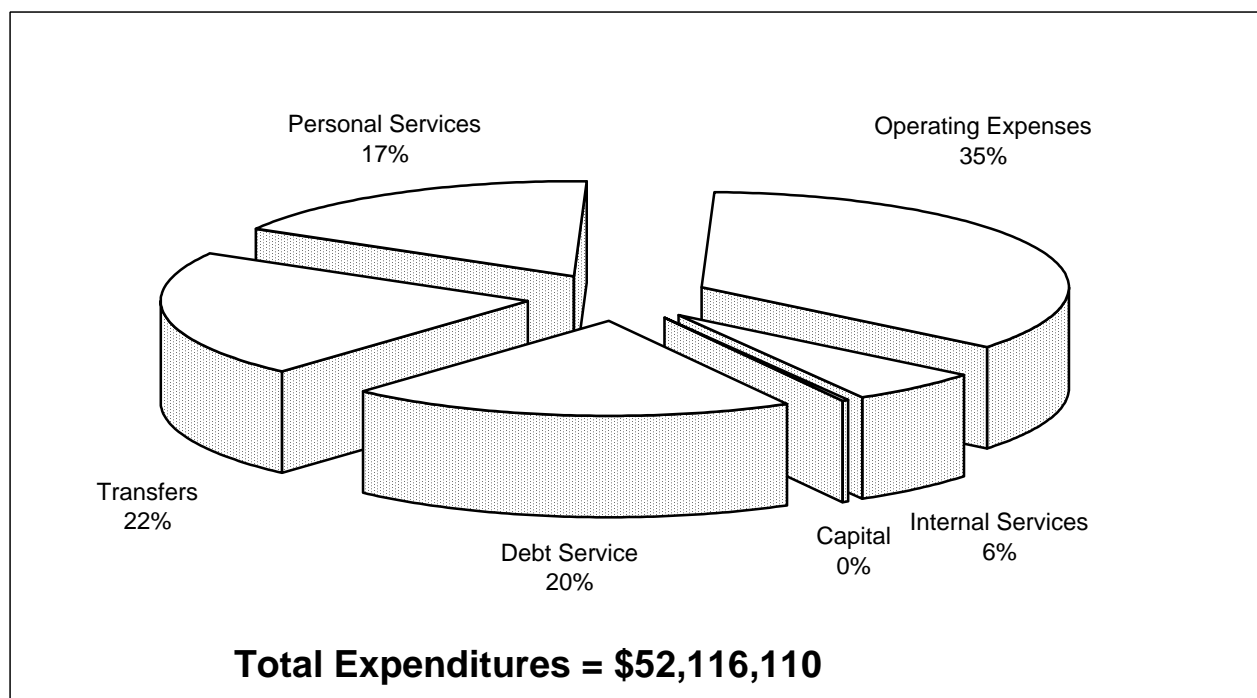 Personal Services
17%
Operating Expenses
35%
Transfers
22%
Debt Service
20%
Capital
0%
Internal Services
6%
Total Expenditures = $52,116,110